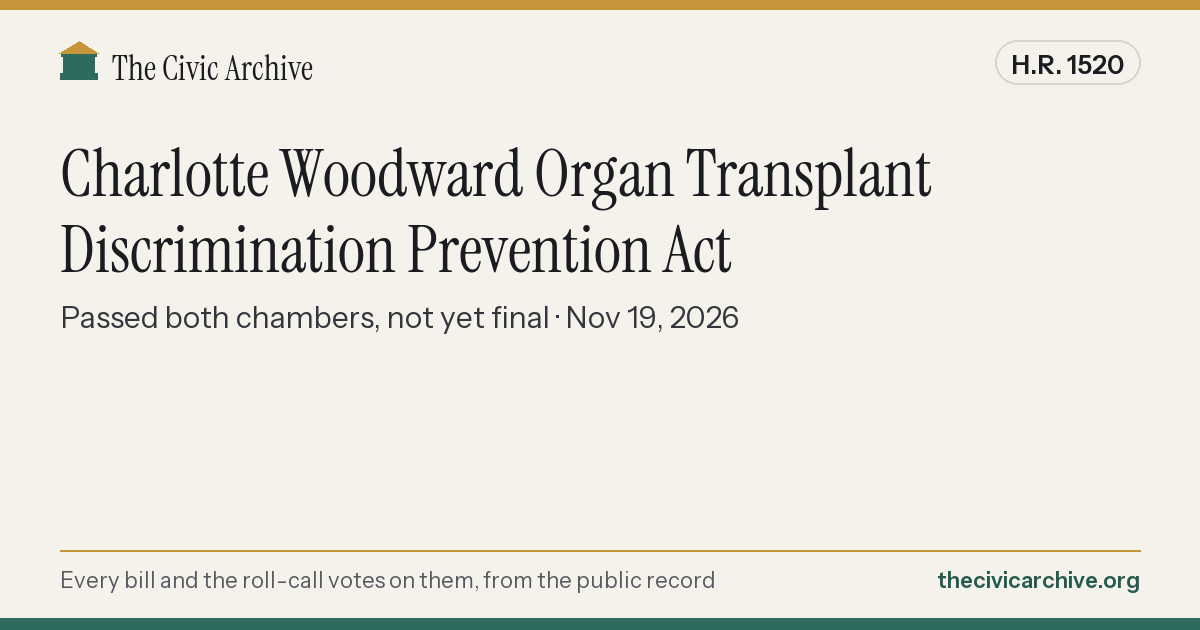 The Civic Archive
H.R. 1520
Charlotte Woodward Organ Transplant
Discrimination Prevention Act
Passed both chambers, not yet final · Nov 19, 2026
Every bill and the roll-call votes on them, from the public record
thecivicarchive.org